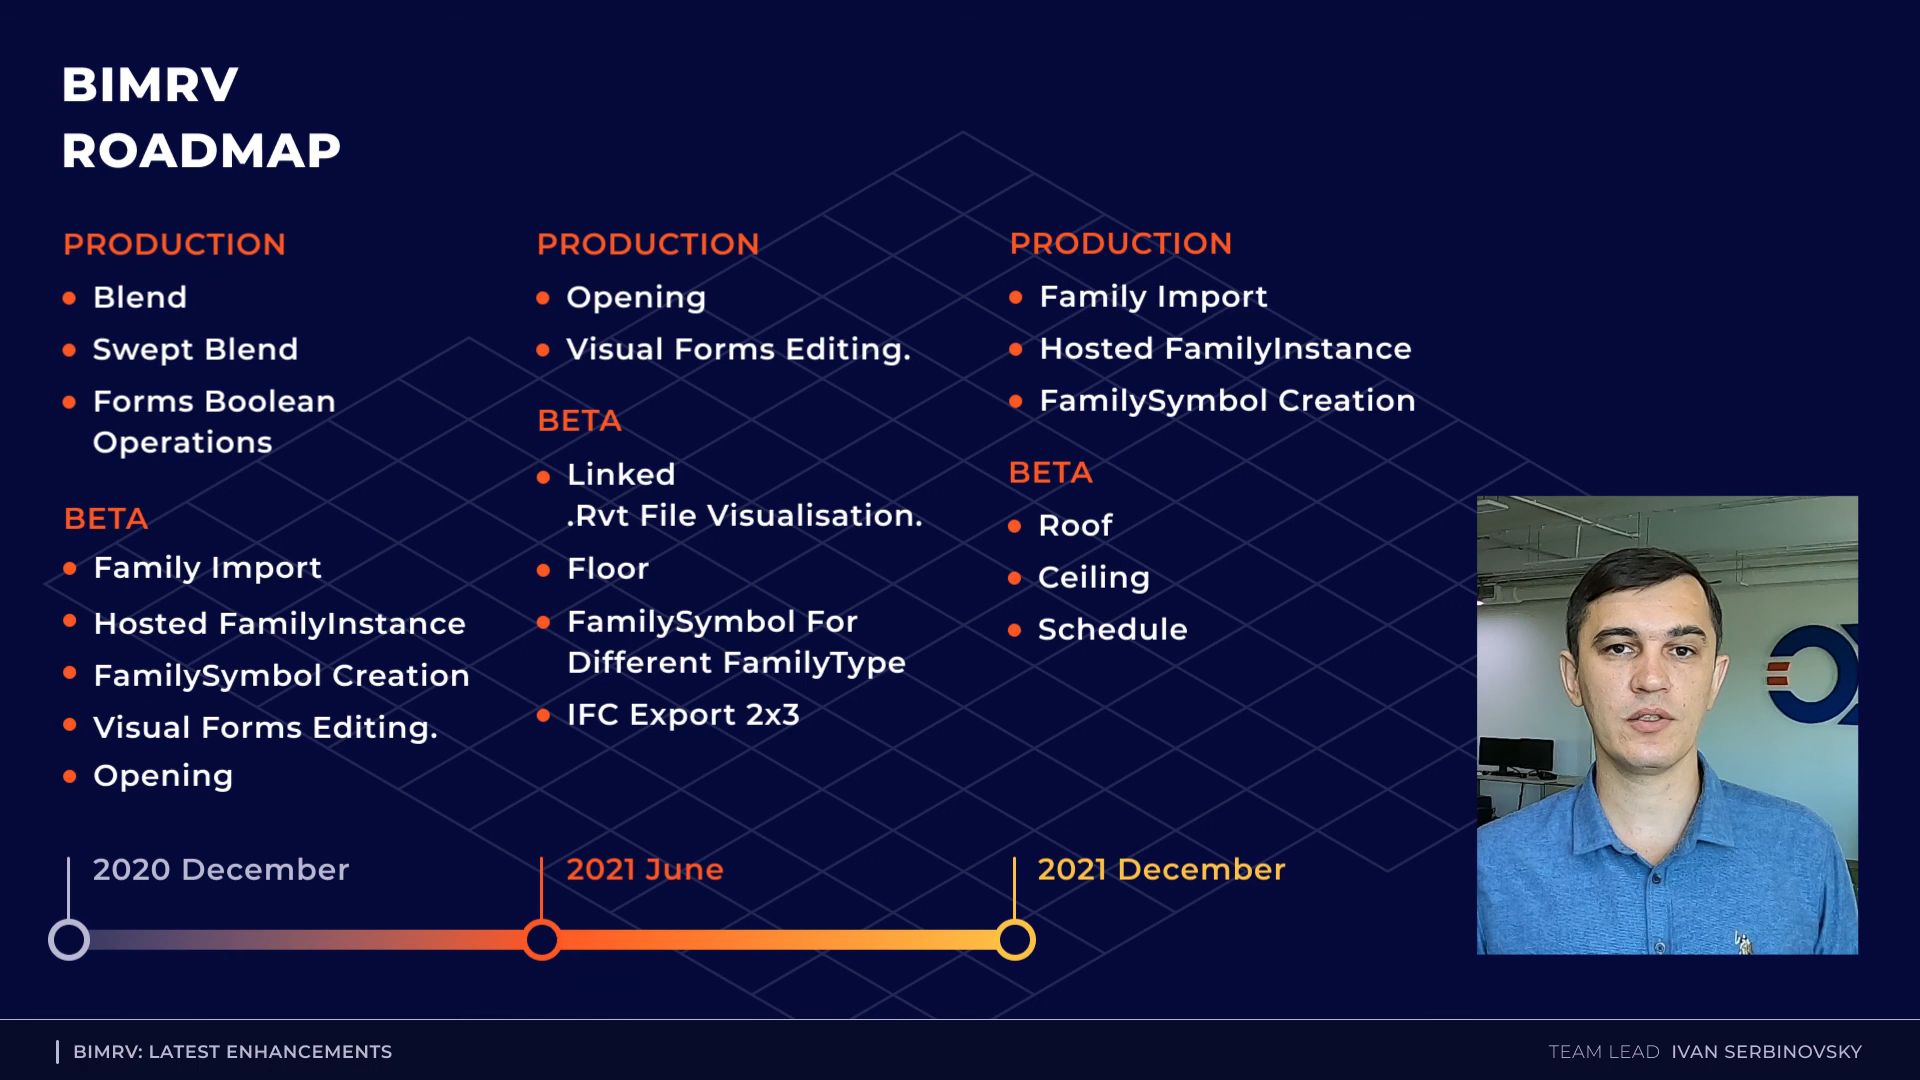 BIMRV
ROADMAP
PRODUCTION
Blend
Swept Blend
Forms Boolean
Operations
BETA
Family Import
Hosted FamilyInstance
FamilySymbol Creation
Visual Forms Editing.
Opening
2020 December
PRODUCTION
Opening
Visual Forms Editing.
BETA
Linked
.Rvt File Visualisation.
Floor
FamilySymbol For
Different FamilyType
IFC Export 2x3
2021 June
PRODUCTION
Family Import
Hosted FamilyInstance
FamilySymbol Creation
BETA
Roof
Ceiling
Schedule
2021 December
BIMRV: LATEST ENHANCEMENTS
TEAM LEAD IVAN SERBINOVSKY